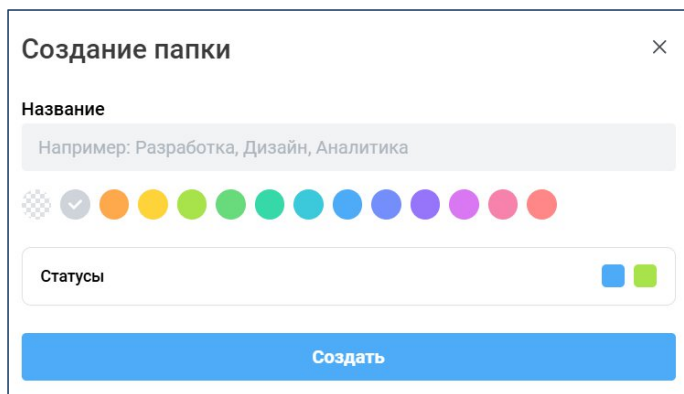 Создание папки
Название
Например: Разработка, Дизайн, Аналитика
Статусы
Создать